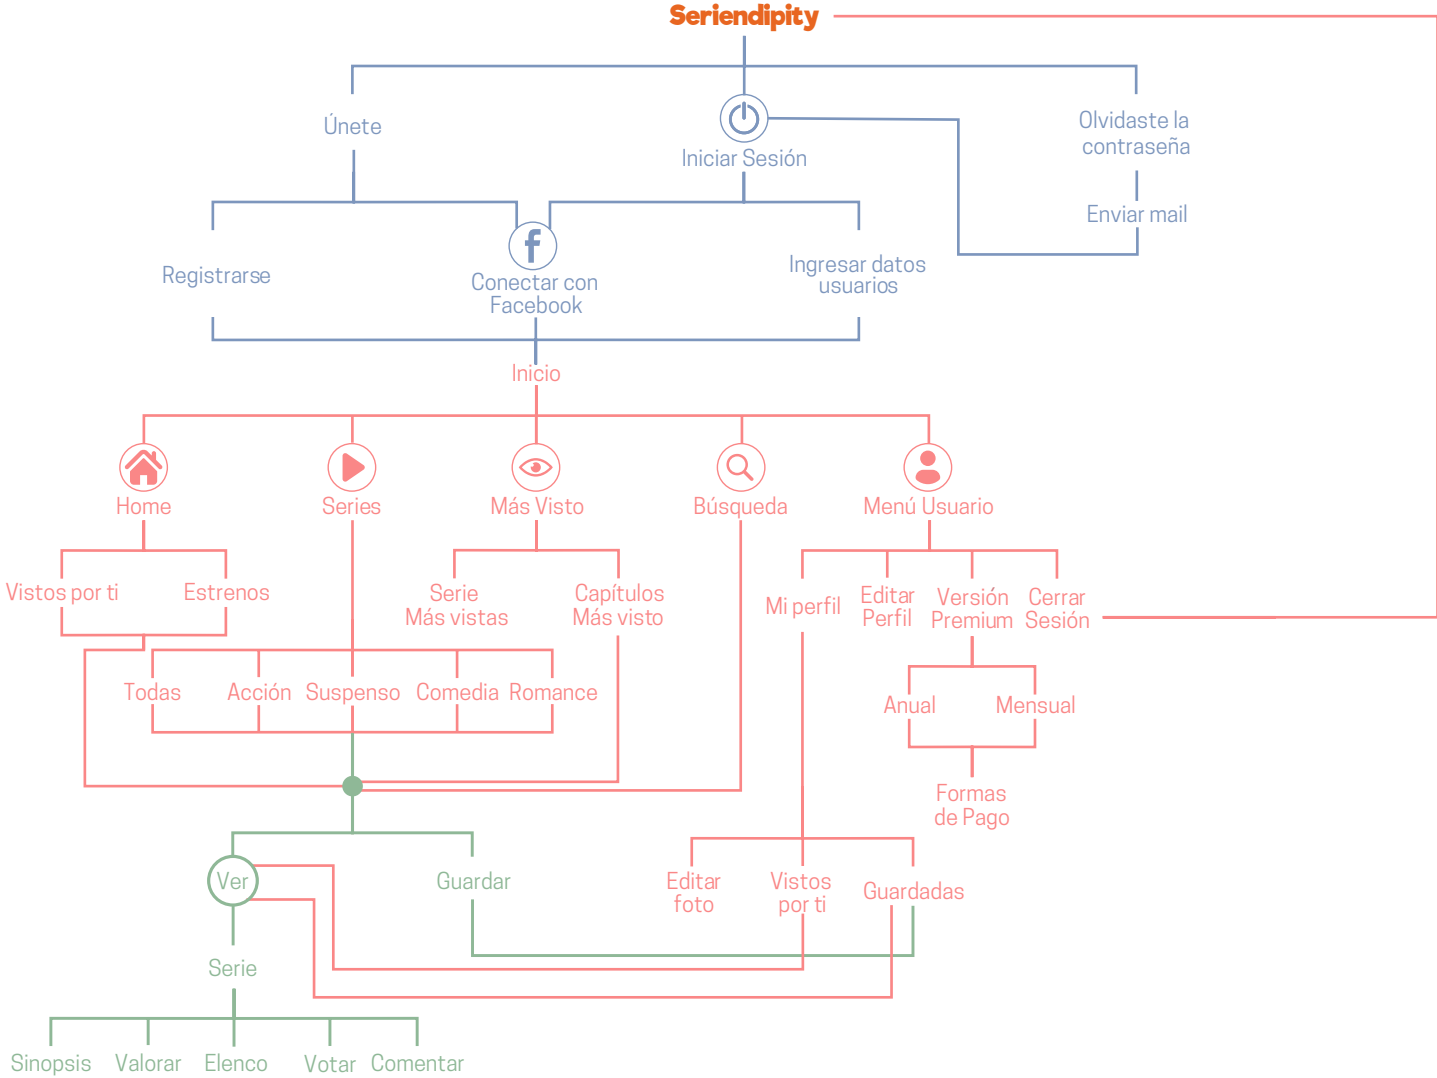 Seriendipity
Únete
Iniciar Sesión
Olvidaste la
contraseña
Enviar mail
Registrarse
Conectar con
Facebook
Ingresar datos
usuarios
Inicio
Home
Series
Más Visto
Búsqueda
Menú Usuario
Vistos por ti
Estrenos
Serie
Más vistas
Capítulos
Más visto
Mi perfil
Editar
Perfil
Versión
Premium
Cerrar
Sesión
Todas
Acción
Suspenso
Comedia
Romance
Anual
Mensual
Formas
de Pago
Ver
Guardar
Editar
foto
Vistos
por ti
Guardadas
Serie
Sinopsis
Valorar
Elenco
Votar
Comentar